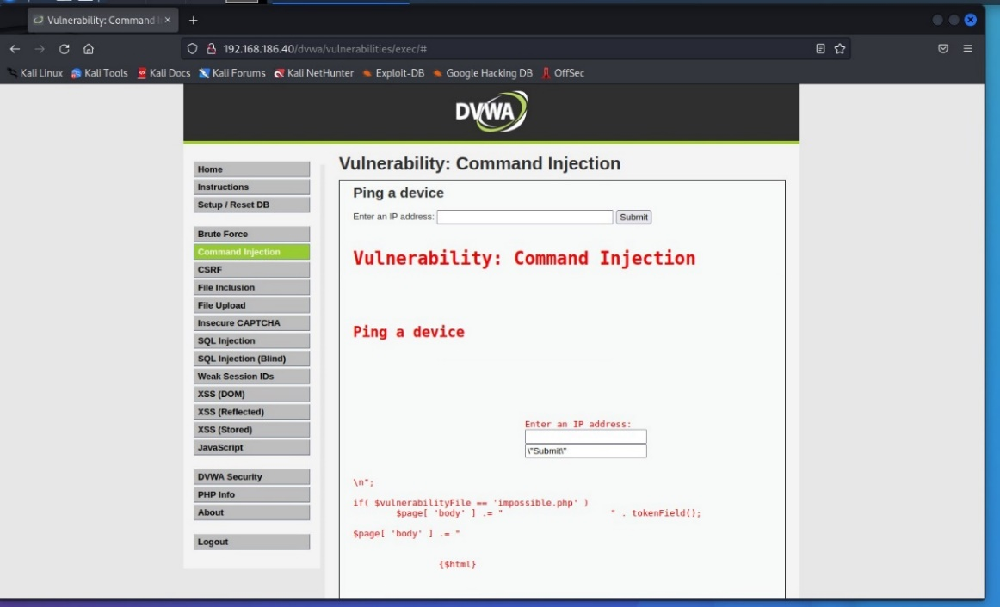 Vulnerability: Command I
192.168.186.40/dvwa/vulnerabilities/exec/#
Kali Linux Kali Tools Kali Docs Kali Forums Kali NetHunter Exploit-DB Google Hacking DB OffSec
DVWA
Home
Instructions
Setup / Reset DB
Brute Force
Command Injection
CSRF
File Inclusion
File Upload
Insecure CAPTCHA
SQL Injection
SQL Injection (Blind)
Weak Session IDs
XSS (DOM)
XSS (Reflected)
XSS (Stored)
JavaScript
DVWA Security
PHP Info
About
Logout
Vulnerability: Command Injection
Ping a device
Enter an IP address: Submit
Vulnerability: Command Injection
Ping a device
Enter an IP address:
\"Submit\"
\n";
if( $vulnerabilityFile == 'impossible.php' )
$page[ 'body' ] .= " " . tokenField();
$page[ 'body' ] .= "
{$html}